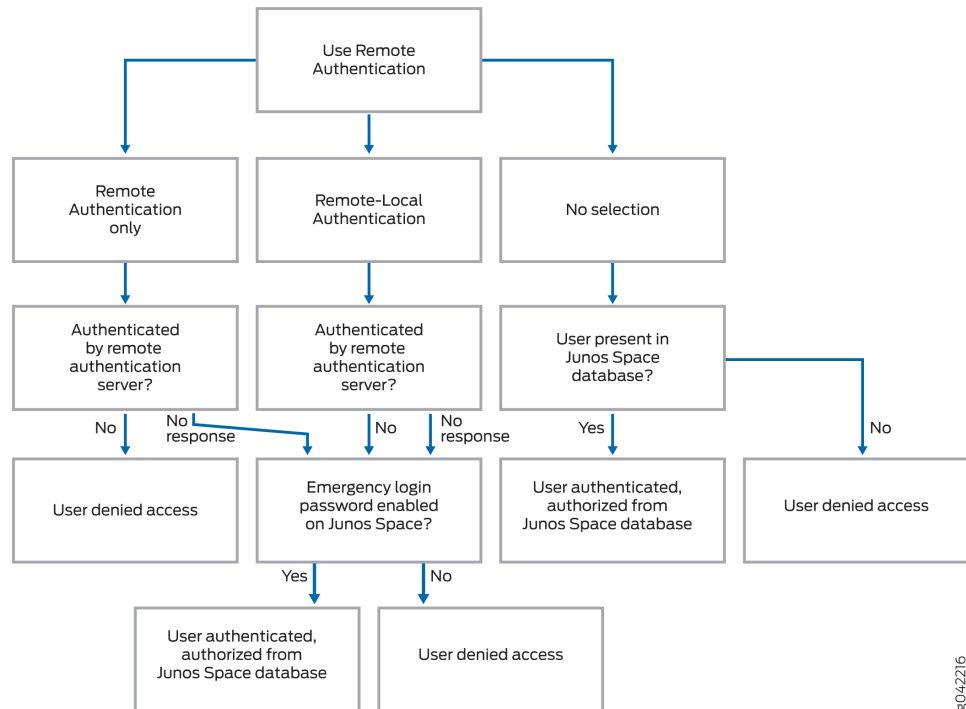 Use Remote
Authentication
Remote
Authentication
only
Remote-Local
Authentication
No selection
Authenticated
by remote
authentication
server?
Authenticated
by remote
authentication
server?
User present in
Junos Space
database?
No
No
response
No
No
response
Yes
No
User denied access
Emergency login
password enabled
on Junos Space?
User authenticated,
authorized from
Junos Space database
User denied access
Yes
No
User authenticated,
authorized from
Junos Space database
User denied access
g042216